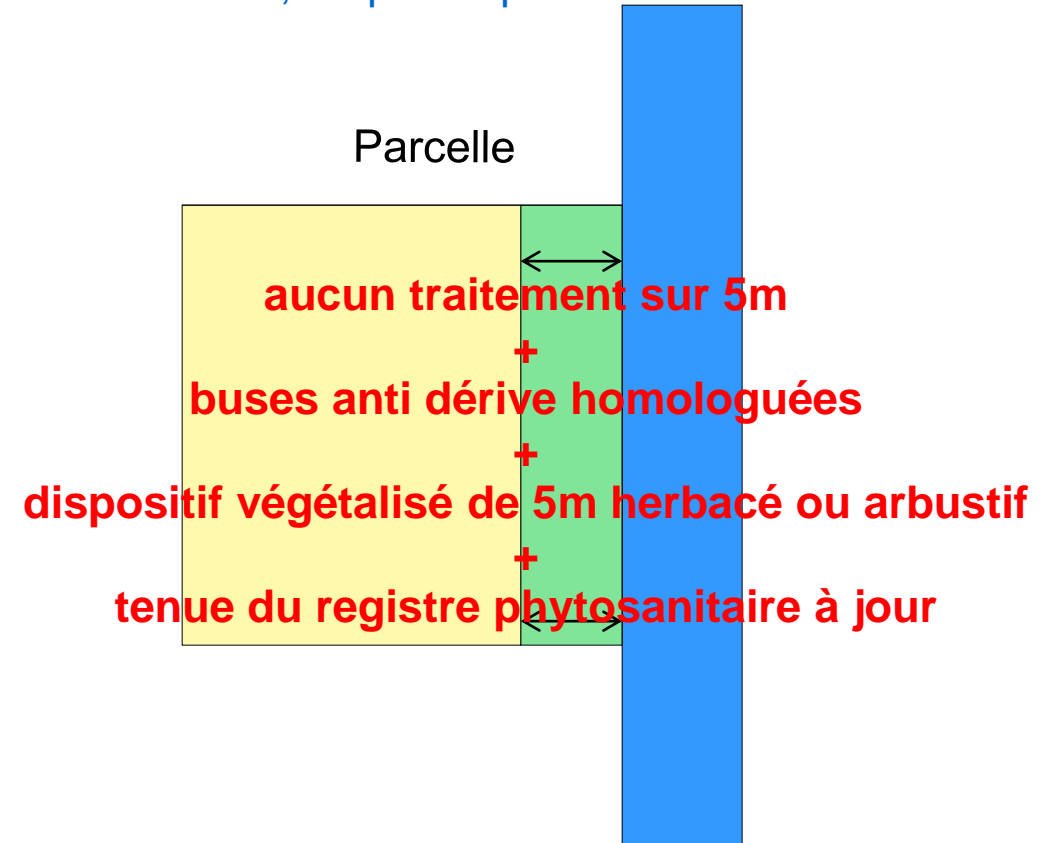 Parcelle
aucun traitement sur 5m
+
buses anti dérive homologuées
+
dispositif végétalisé de 5m herbacé ou arbustif
+
tenue du registre phytosanitaire à jour